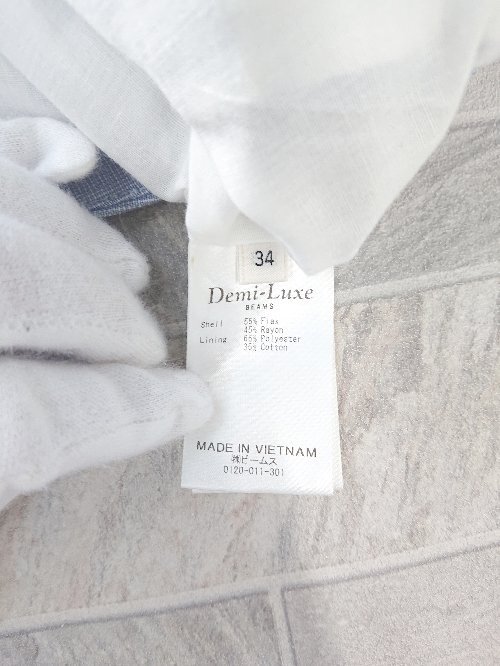 34
Demi-Luxe
BEAMS
Shell 55% Flax
45% Rayon
Lining 65% Polyester
35% Cotton
MADE IN VIETNAM
㈱ビームス
0120-011-301